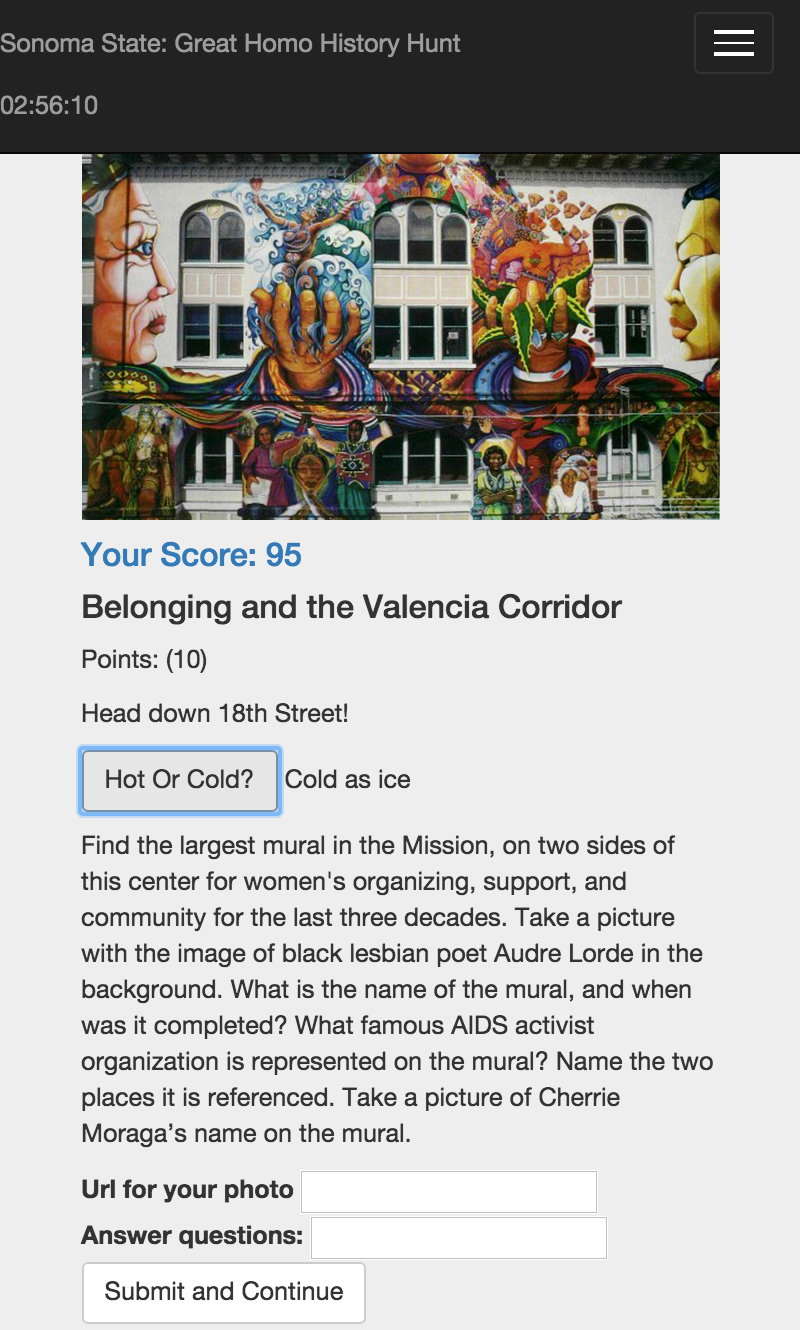 Sonoma State: Great Homo History Hunt
02:56:10
Your Score: 95
Belonging and the Valencia Corridor
Points: (10)
Head down 18th Street!
Hot Or Cold? Cold as ice
Find the largest mural in the Mission, on two sides of
this center for women's organizing, support, and
community for the last three decades. Take a picture
with the image of black lesbian poet Audre Lorde in the
background. What is the name of the mural, and when
was it completed? What famous AIDS activist
organization is represented on the mural? Name the two
places it is referenced. Take a picture of Cherrie
Moraga’s name on the mural.
Url for your photo
Answer questions:
Submit and Continue